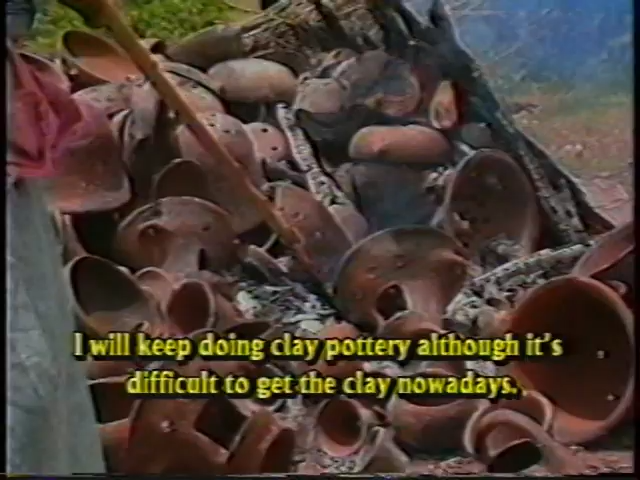 I will keep doing clay pottery although it's
difficult to get the clay nowadays.